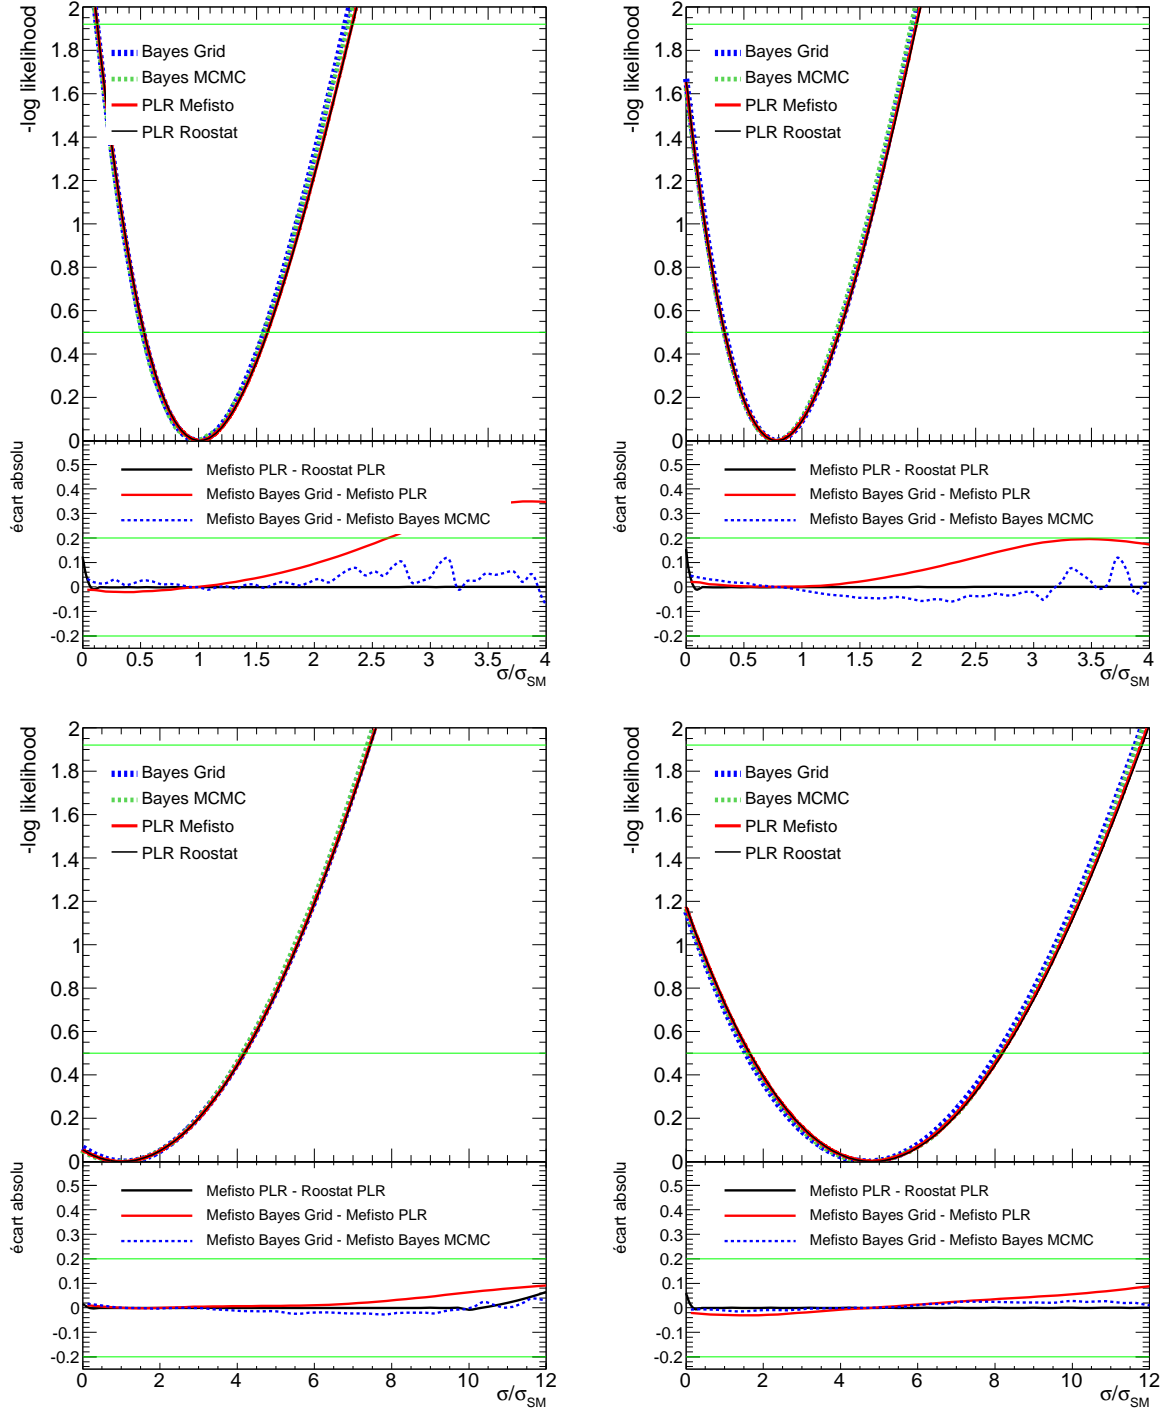 -log likelihood
2
1.8
1.6
1.4
1.2
1
0.8
0.6
0.4
0.2
0
Bayes Grid
Bayes MCMC
PLR Mefisto
PLR Roostat
écart absolu
0.5
0.4
0.3
0.2
0.1
0
-0.1
-0.2
Mefisto PLR - Roostat PLR
Mefisto Bayes Grid - Mefisto PLR
Mefisto Bayes Grid - Mefisto Bayes MCMC
0 0.5 1 1.5 2 2.5 3 3.5 4
σ/σSM
-log likelihood
2
1.8
1.6
1.4
1.2
1
0.8
0.6
0.4
0.2
0
Bayes Grid
Bayes MCMC
PLR Mefisto
PLR Roostat
écart absolu
0.5
0.4
0.3
0.2
0.1
0
-0.1
-0.2
Mefisto PLR - Roostat PLR
Mefisto Bayes Grid - Mefisto PLR
Mefisto Bayes Grid - Mefisto Bayes MCMC
0 0.5 1 1.5 2 2.5 3 3.5 4
σ/σSM
-log likelihood
2
1.8
1.6
1.4
1.2
1
0.8
0.6
0.4
0.2
0
Bayes Grid
Bayes MCMC
PLR Mefisto
PLR Roostat
écart absolu
0.5
0.4
0.3
0.2
0.1
0
-0.1
-0.2
Mefisto PLR - Roostat PLR
Mefisto Bayes Grid - Mefisto PLR
Mefisto Bayes Grid - Mefisto Bayes MCMC
0 2 4 6 8 10 12
σ/σSM
-log likelihood
2
1.8
1.6
1.4
1.2
1
0.8
0.6
0.4
0.2
0
Bayes Grid
Bayes MCMC
PLR Mefisto
PLR Roostat
écart absolu
0.5
0.4
0.3
0.2
0.1
0
-0.1
-0.2
Mefisto PLR - Roostat PLR
Mefisto Bayes Grid - Mefisto PLR
Mefisto Bayes Grid - Mefisto Bayes MCMC
0 2 4 6 8 10 12
σ/σSM